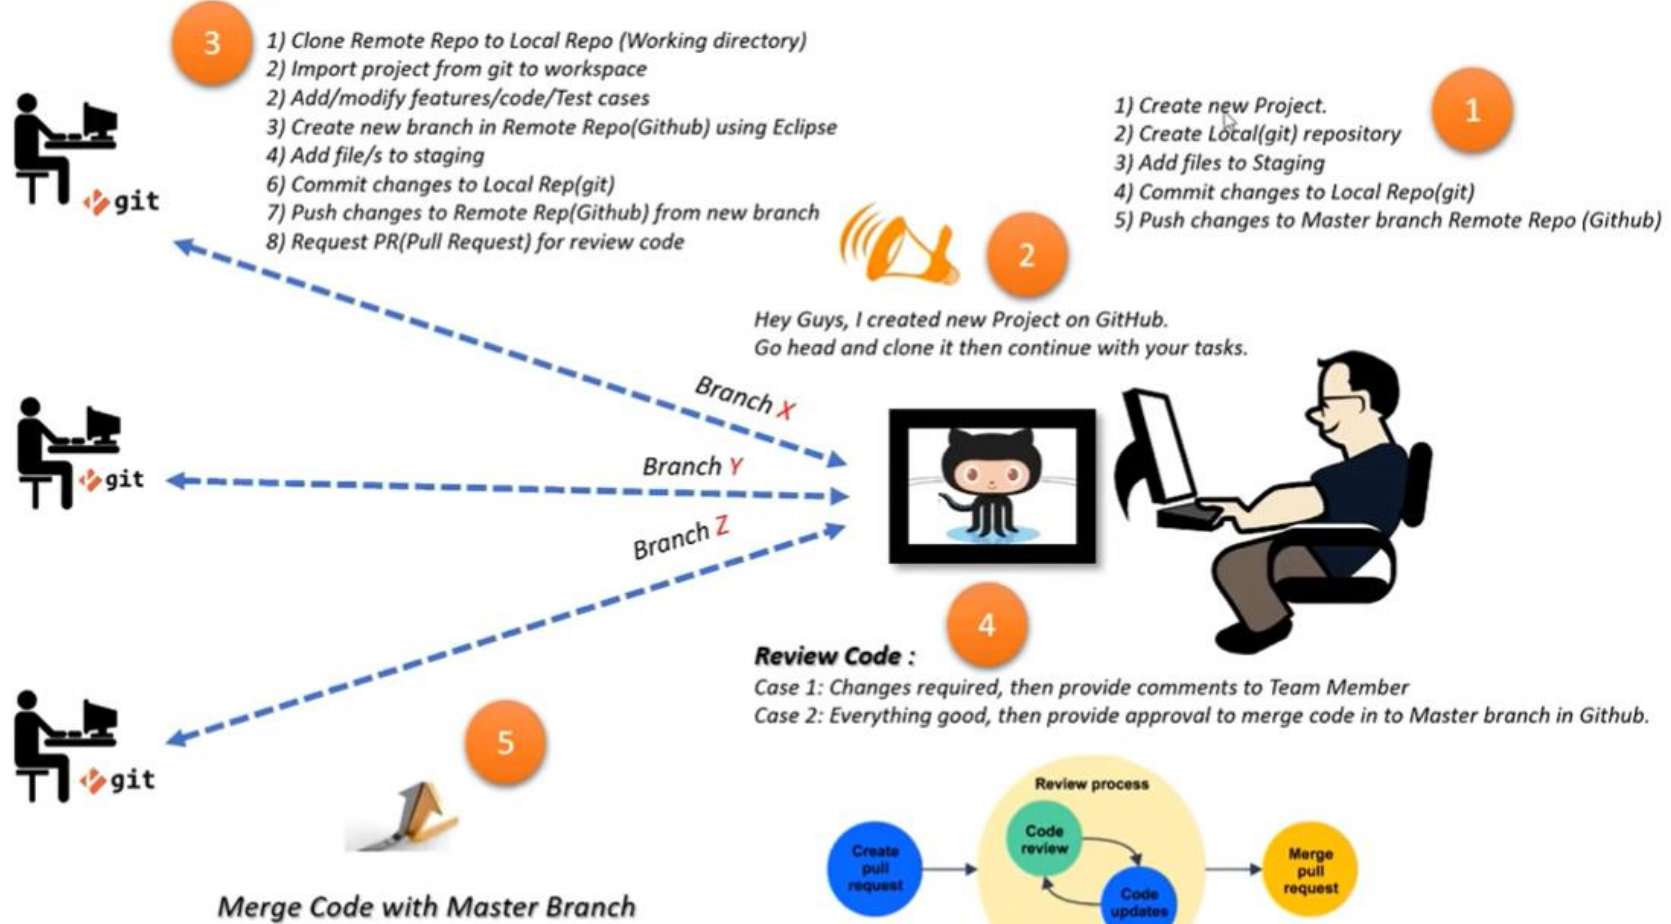 3
1) Clone Remote Repo to Local Repo (Working directory)
2) Import project from git to workspace
2) Add/modify features/code/Test cases
3) Create new branch in Remote Repo(Github) using Eclipse
4) Add file/s to staging
6) Commit changes to Local Rep(git)
7) Push changes to Remote Rep(Github) from new branch
8) Request PR(Pull Request) for review code
git
1
1) Create new Project.
2) Create Local(git) repository
3) Add files to Staging
4) Commit changes to Local Repo(git)
5) Push changes to Master branch Remote Repo (Github)
2
Hey Guys, I created new Project on GitHub.
Go head and clone it then continue with your tasks.
Branch X
Branch Y
Branch Z
git
git
4
Review Code :
Case 1: Changes required, then provide comments to Team Member
Case 2: Everything good, then provide approval to merge code in to Master branch in Github.
5
Merge Code with Master Branch
Review process
Create
pull
request
Code
review
Code
updates
Merge
pull
request